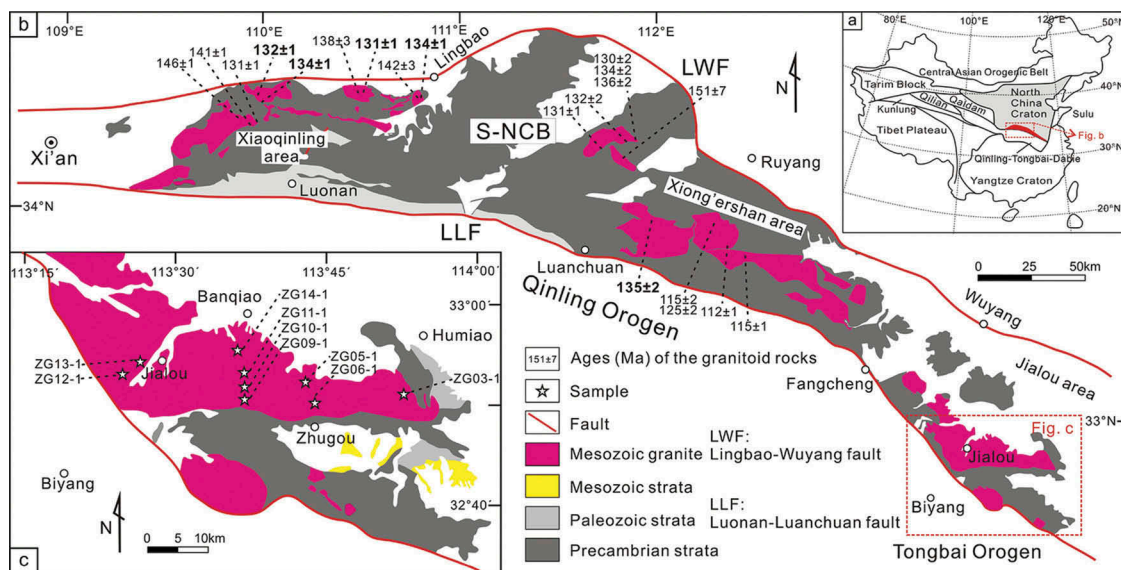 b
109°E
110°E
111°E
112°E
146±1
141±1
131±1
132±1
134±1
138±3
131±1
142±3
134±1
Lingbao
130±2
134±2
136±2
151±7
132±2
131±1
LWF
N
S-NCB
Xiaoqinling
area
Xi'an
Luonan
34°N
LLF
Ruyang
Xiong'ershan area
Luanchuan
135±2
115±2
125±2
112±1
115±1
Qinling Orogen
0 25 50km
Wuyang
Fangcheng
Jialou area
33°N
Fig. c
Jialou
Biyang
Tongbai Orogen
a
80°E
100°E
120°E
50°N
Central Asian Orogenic Belt
40°N
Tarim Block
North
China
Craton
Qilian
Qaidam
Kunlung
Sulu
Tibet Plateau
Fig. b
30°N
Qinling-Tongbai-Dabie
Yangtze Craton
20°N
113°15´
113°30´
113°45´
114°00´
33°00´
Banqiao
ZG14-1
ZG11-1
ZG10-1
ZG09-1
Humiao
ZG13-1
ZG12-1
Jialou
ZG05-1
ZG06-1
ZG03-1
Zhugou
Biyang
32°40´
N
0 5 10km
c
151±7 Ages (Ma) of the granitoid rocks
Sample
Fault
Mesozoic granite
Mesozoic strata
Paleozoic strata
Precambrian strata
LWF:
Lingbao-Wuyang fault
LLF:
Luonan-Luanchuan fault